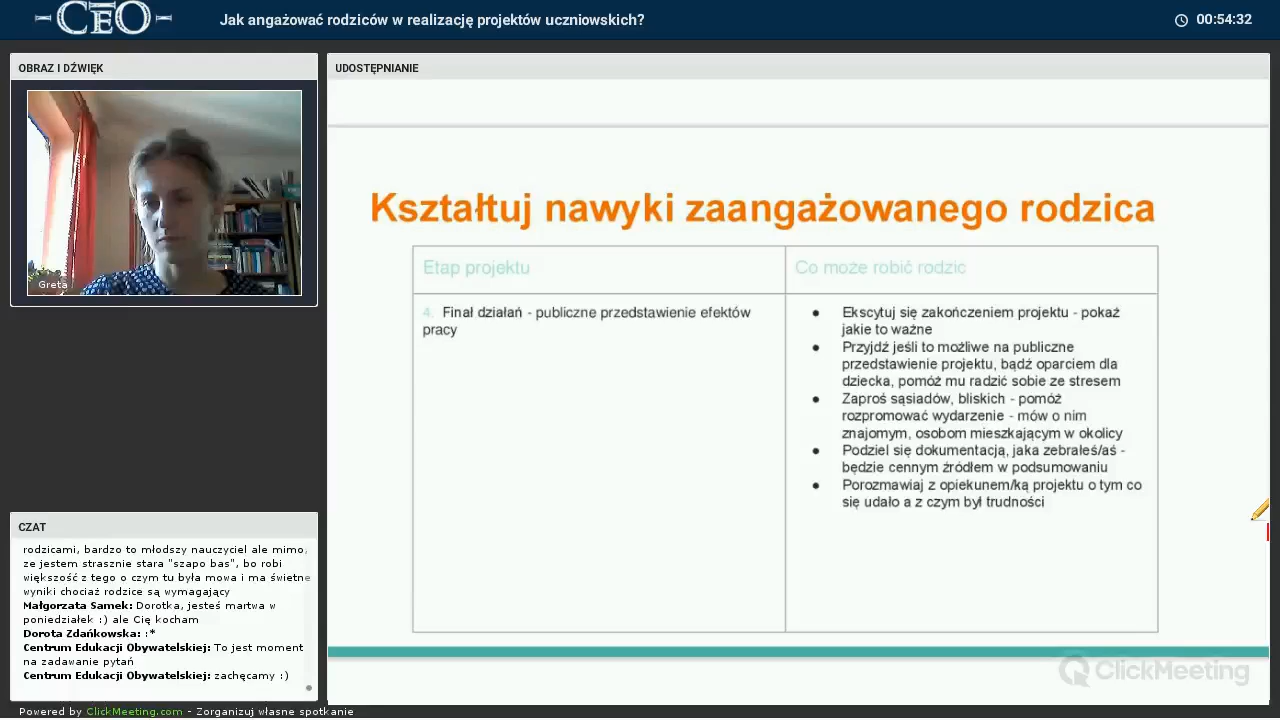 CEO
Jak angażować rodziców w realizację projektów uczniowskich?
00:54:32
OBRAZ I DŹWIĘK
UDOSTĘPNIANIE
Greta
Kształtuj nawyki zaangażowanego rodzica
Etap projektu
Co może robić rodzic
4. Finał działań - publiczne przedstawienie efektów
pracy
● Ekscytuj się zakończeniem projektu - pokaż
jakie to ważne
● Przyjdź jeśli to możliwe na publiczne
przedstawienie projektu, bądź oparciem dla
dziecka, pomóż mu radzić sobie ze stresem
● Zaproś sąsiadów, bliskich - pomóż
rozpromować wydarzenie - mów o nim
znajomym, osobom mieszkającym w okolicy
● Podziel się dokumentacją, jaka zebrałeś/aś -
będzie cennym źródłem w podsumowaniu
● Porozmawiaj z opiekunem/ką projektu o tym co
się udało a z czym był trudności
CZAT
rodzicami, bardzo to młodszy nauczyciel ale mimo,
ze jestem strasznie stara "szapo bas", bo robi
większość z tego o czym tu była mowa i ma świetne
wyniki chociaż rodzice są wymagający
Małgorzata Samek: Dorotka, jesteś martwa w
poniedziałek :) ale Cię kocham
Dorota Zdańkowska: :*
Centrum Edukacji Obywatelskiej: To jest moment
na zadawanie pytań
Centrum Edukacji Obywatelskiej: zachęcamy :)
ClickMeeting
Powered by ClickMeeting.com - Zorganizuj własne spotkanie